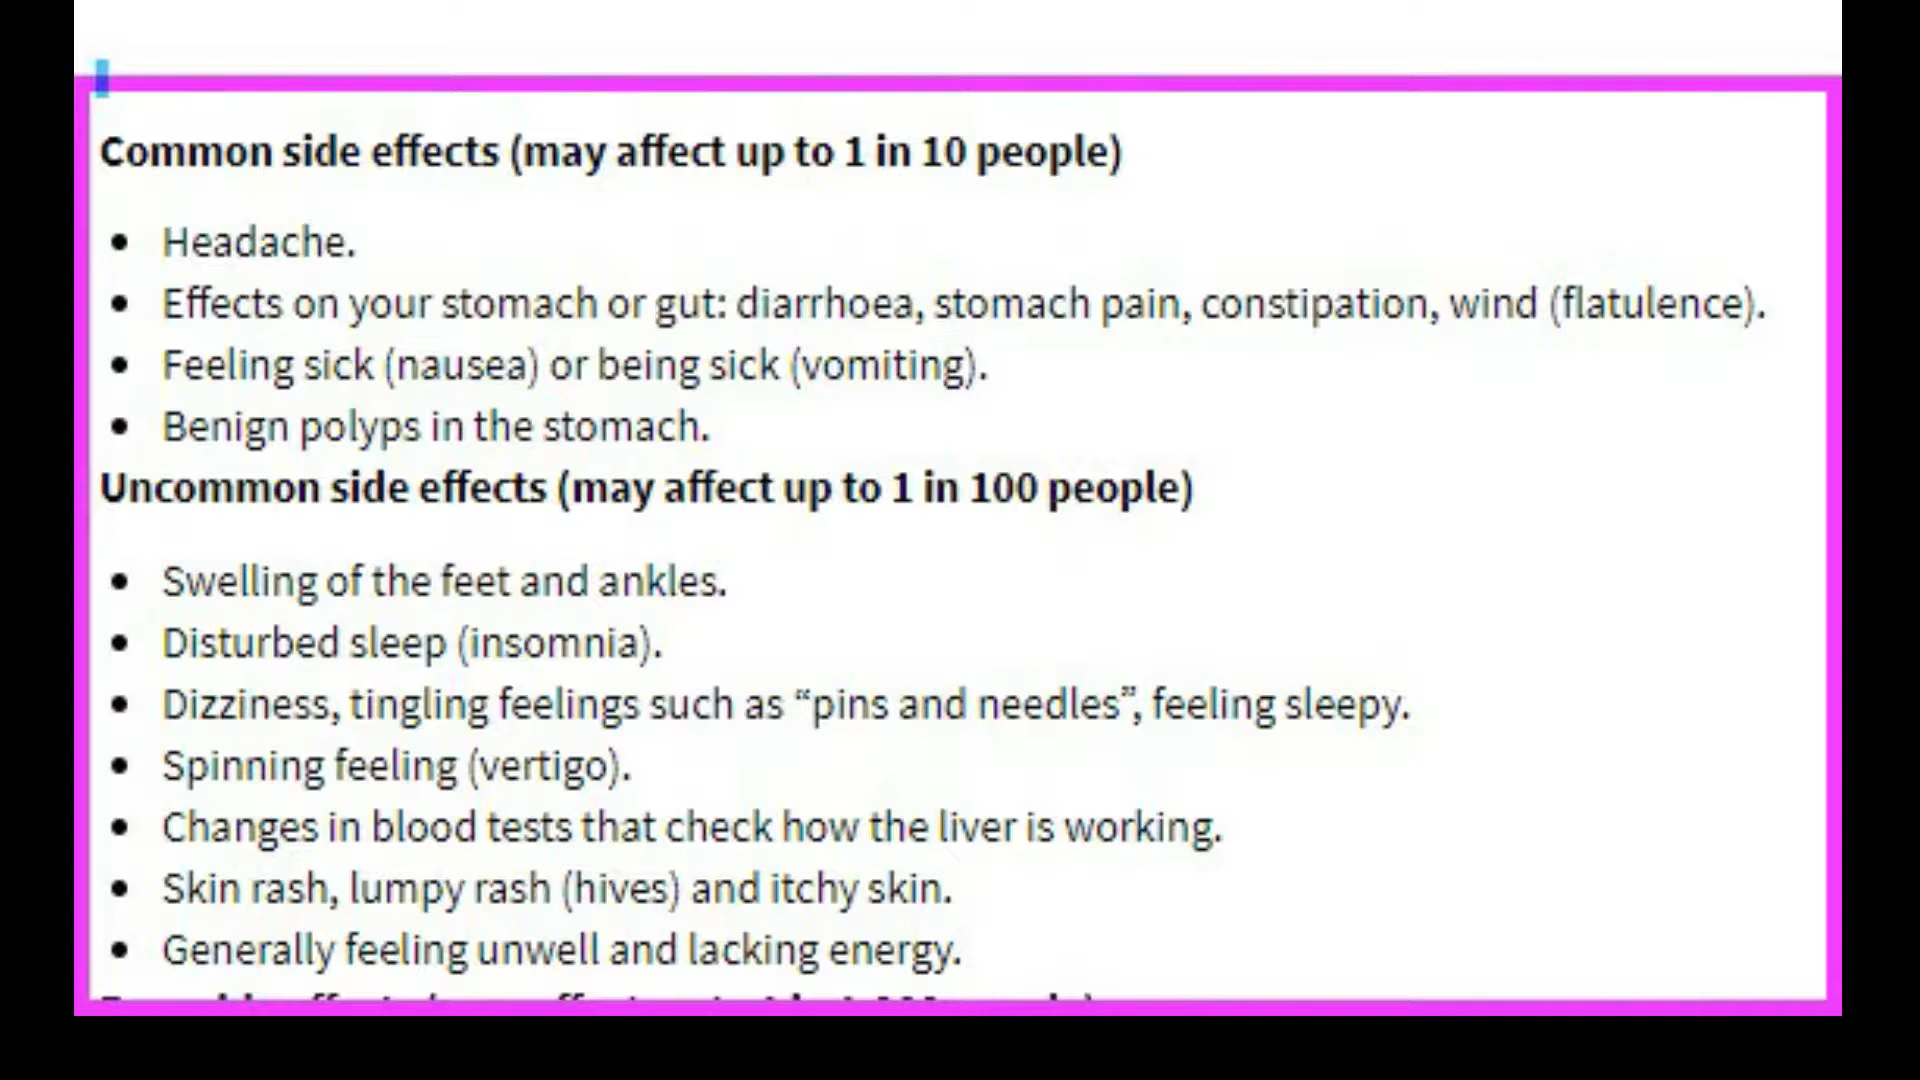 Common side effects (may affect up to 1 in 10 people)
• Headache.
• Effects on your stomach or gut: diarrhoea, stomach pain, constipation, wind (flatulence).
• Feeling sick (nausea) or being sick (vomiting).
• Benign polyps in the stomach.
Uncommon side effects (may affect up to 1 in 100 people)
• Swelling of the feet and ankles.
• Disturbed sleep (insomnia).
• Dizziness, tingling feelings such as “pins and needles”, feeling sleepy.
• Spinning feeling (vertigo).
• Changes in blood tests that check how the liver is working.
• Skin rash, lumpy rash (hives) and itchy skin.
• Generally feeling unwell and lacking energy.